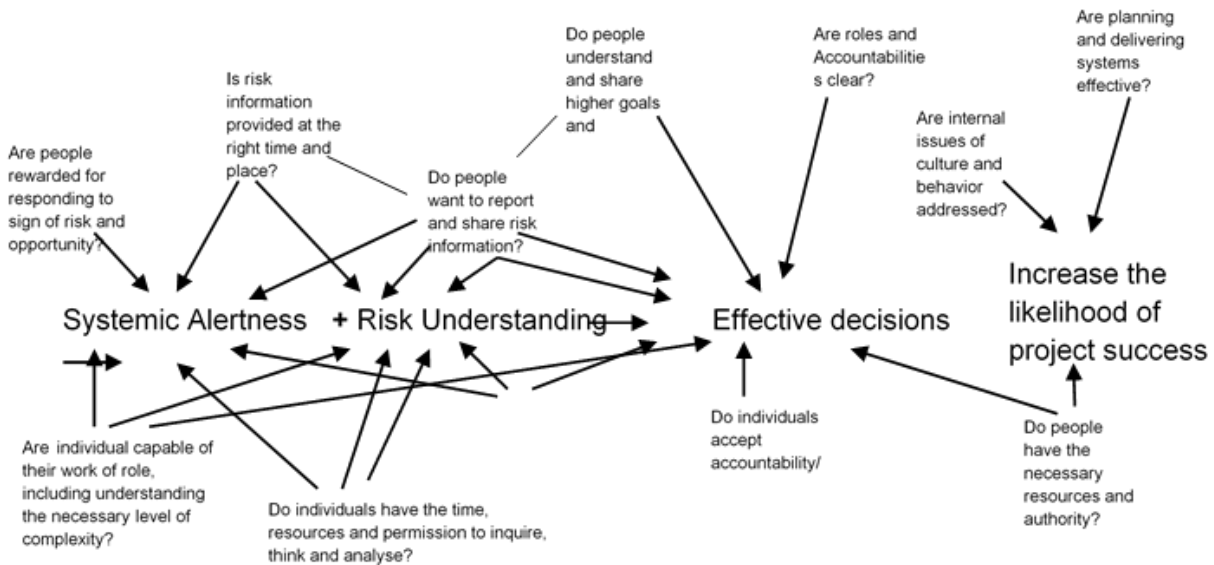 Are planning
and delivering
systems
effective?
Do people
understand
and share
higher goals
and
Are roles and
Accountabilitie
s clear?
Is risk
information
provided at the
right time and
place?
Are internal
issues of
culture and
behavior
addressed?
Are people
rewarded for
responding to
sign of risk and
opportunity?
Do people
want to report
and share risk
information?
Systemic Alertness + Risk Understanding Effective decisions
Increase the
likelihood of
project success
Are individual capable of
their work of role,
including understanding
the necessary level of
complexity?
Do individuals have the time,
resources and permission to inquire,
think and analyse?
Do individuals
accept
accountability/
Do people
have the
necessary
resources and
authority?